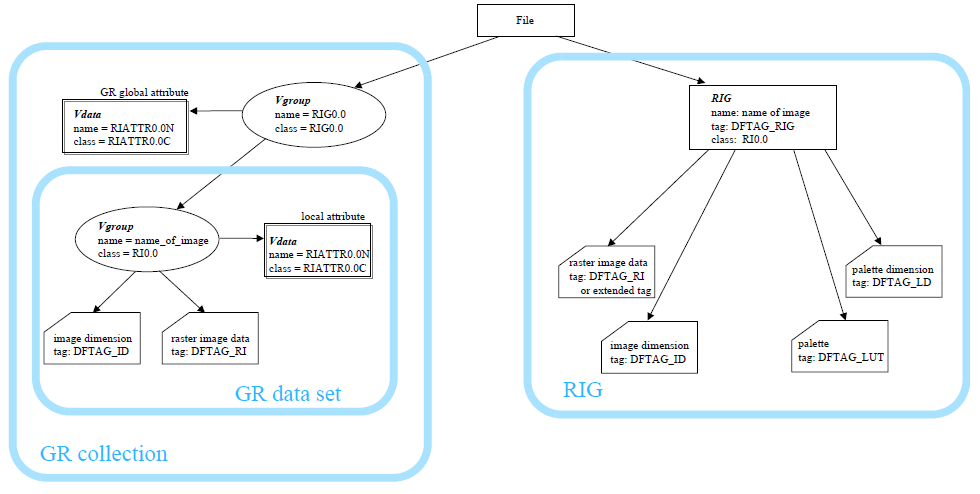 File
GR global attribute
Vdata
name = RIATTR0.0N
class = RIATTR0.0C
Vgroup
name = RIG0.0
class = RIG0.0
Vgroup
name = name_of_image
class = RI0.0
local attribute
Vdata
name = RIATTR0.0N
class = RIATTR0.0C
image dimension
tag: DFTAG_ID
raster image data
tag: DFTAG_RI
GR data set
GR collection
RIG
name: name of image
tag: DFTAG_RIG
class: RI0.0
raster image data
tag: DFTAG_RI
or extended tag
image dimension
tag: DFTAG_ID
palette
tag: DFTAG_LUT
palette dimension
tag: DFTAG_LD
RIG